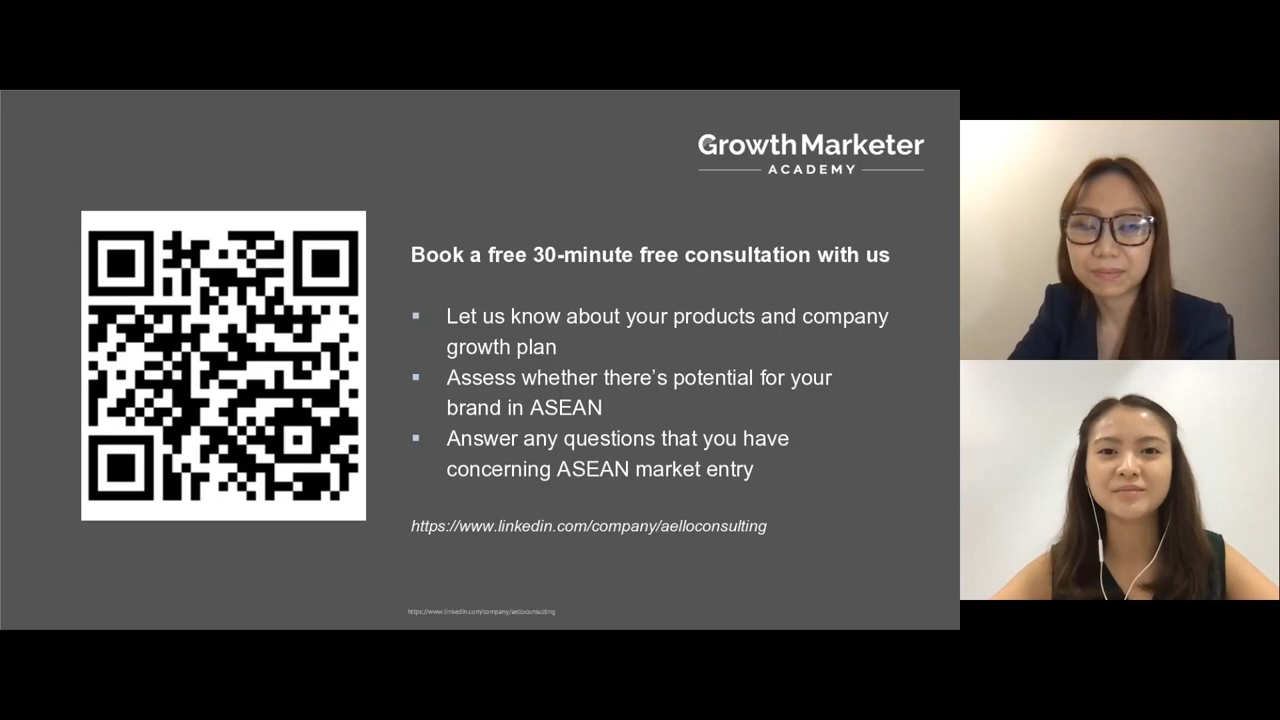 GrowthMarketer
ACADEMY
Book a free 30-minute free consultation with us
Let us know about your products and company
growth plan
Assess whether there's potential for your
brand in ASEAN
Answer any questions that you have
concerning ASEAN market entry
https://www.linkedin.com/company/aelloconsulting
https://www.linkedin.com/company/aelloconsulting